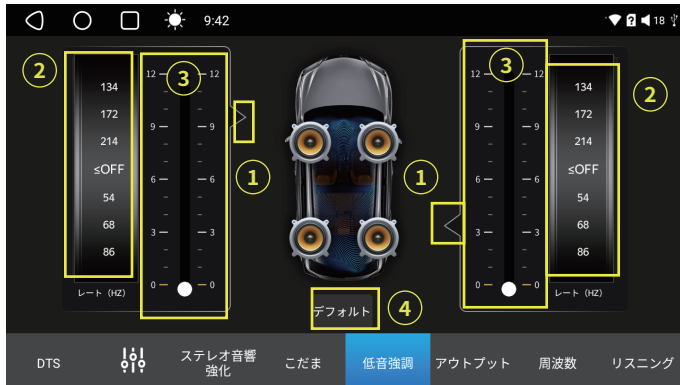 9:42
18
② ③ ③ ②
12 12
9 9
6 6
3 3
0 0
134
172
214
≤OFF
54
68
86
レート (HZ)
① ①
12 12
9 9
6 6
3 3
0 0
134
172
214
≤OFF
54
68
86
レート (HZ)
デフォルト ④
DTS
ステレオ音響
強化
こだま
低音強調
アウトプット
周波数
リスニング